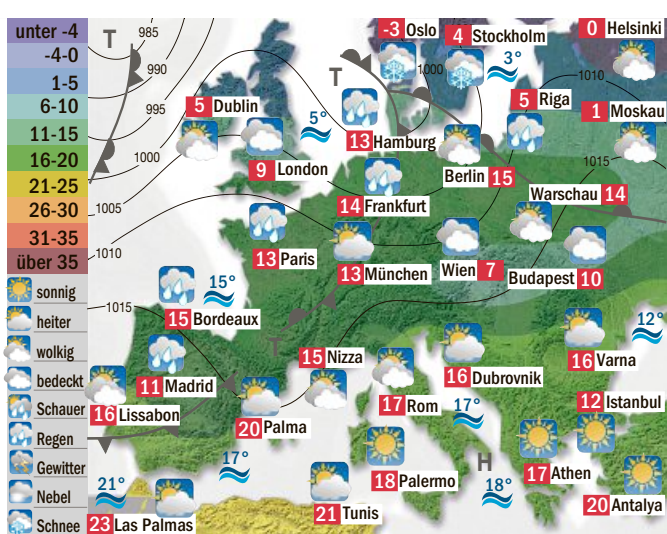 unter -4
-4-0
1-5
6-10
11-15
16-20
21-25
26-30
31-35
über 35
sonnig
heiter
wolkig
bedeckt
Schauer
Regen
Gewitter
Nebel
Schnee
985
990
995
1000
1005
1010
1015
T
T
T
H
1000
1010
1015
-3 Oslo
4 Stockholm
3°
0 Helsinki
5 Dublin
5°
5 Riga
1 Moskau
13 Hamburg
9 London
Berlin 15
14 Frankfurt
Warschau 14
13 Paris
13 München
Wien 7
Budapest 10
15°
15 Bordeaux
12°
15 Nizza
16 Varna
11 Madrid
16 Dubrovnik
16 Lissabon
17 Rom
17°
12 Istanbul
20 Palma
17°
18 Palermo
17 Athen
21°
18°
20 Antalya
23 Las Palmas
21 Tunis